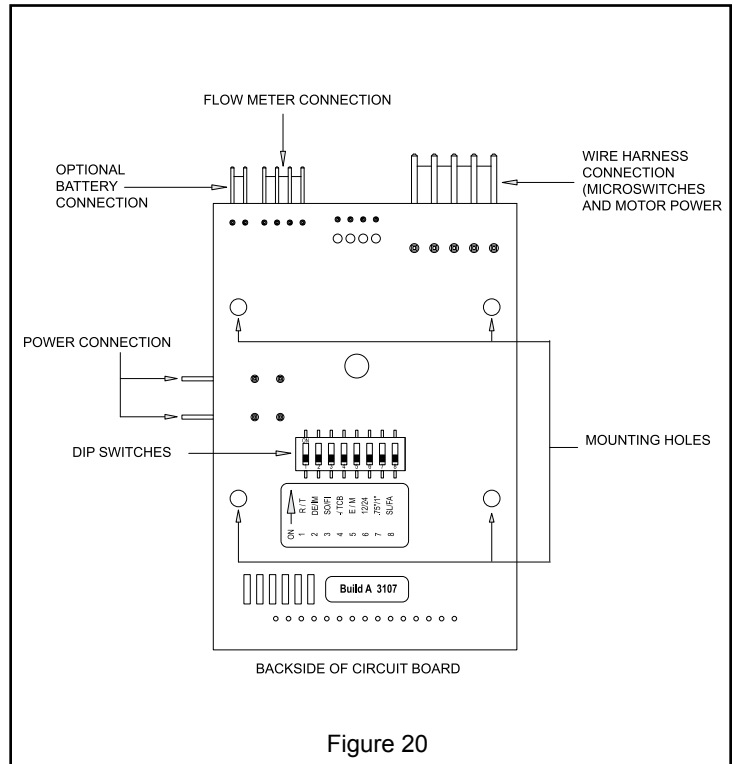 FLOW METER CONNECTION
OPTIONAL
BATTERY
CONNECTION
WIRE HARNESS
CONNECTION
(MICROSWITCHES
AND MOTOR POWER
POWER CONNECTION
DIP SWITCHES
MOUNTING HOLES
ON
1 R / T
2 DE/IM
3 SO/FI
4 -/ TCB
5 E / M
6 12/24
7 .75"/1"
8 SL/FA
Build A 3107
BACKSIDE OF CIRCUIT BOARD
Figure 20